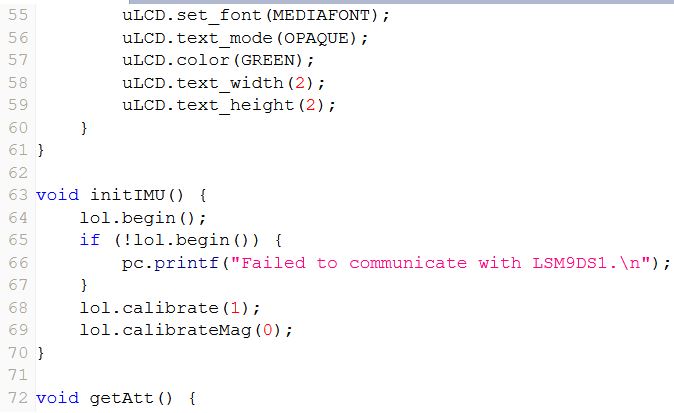 55         uLCD.set_font(MEDIAFONT);
56         uLCD.text_mode(OPAQUE);
57         uLCD.color(GREEN);
58         uLCD.text_width(2);
59         uLCD.text_height(2);
60     }
61 }
62
63 void initIMU() {
64     lol.begin();
65     if (!lol.begin()) {
66         pc.printf("Failed to communicate with LSM9DS1.\n");
67     }
68     lol.calibrate(1);
69     lol.calibrateMag(0);
70 }
71
72 void getAtt() {